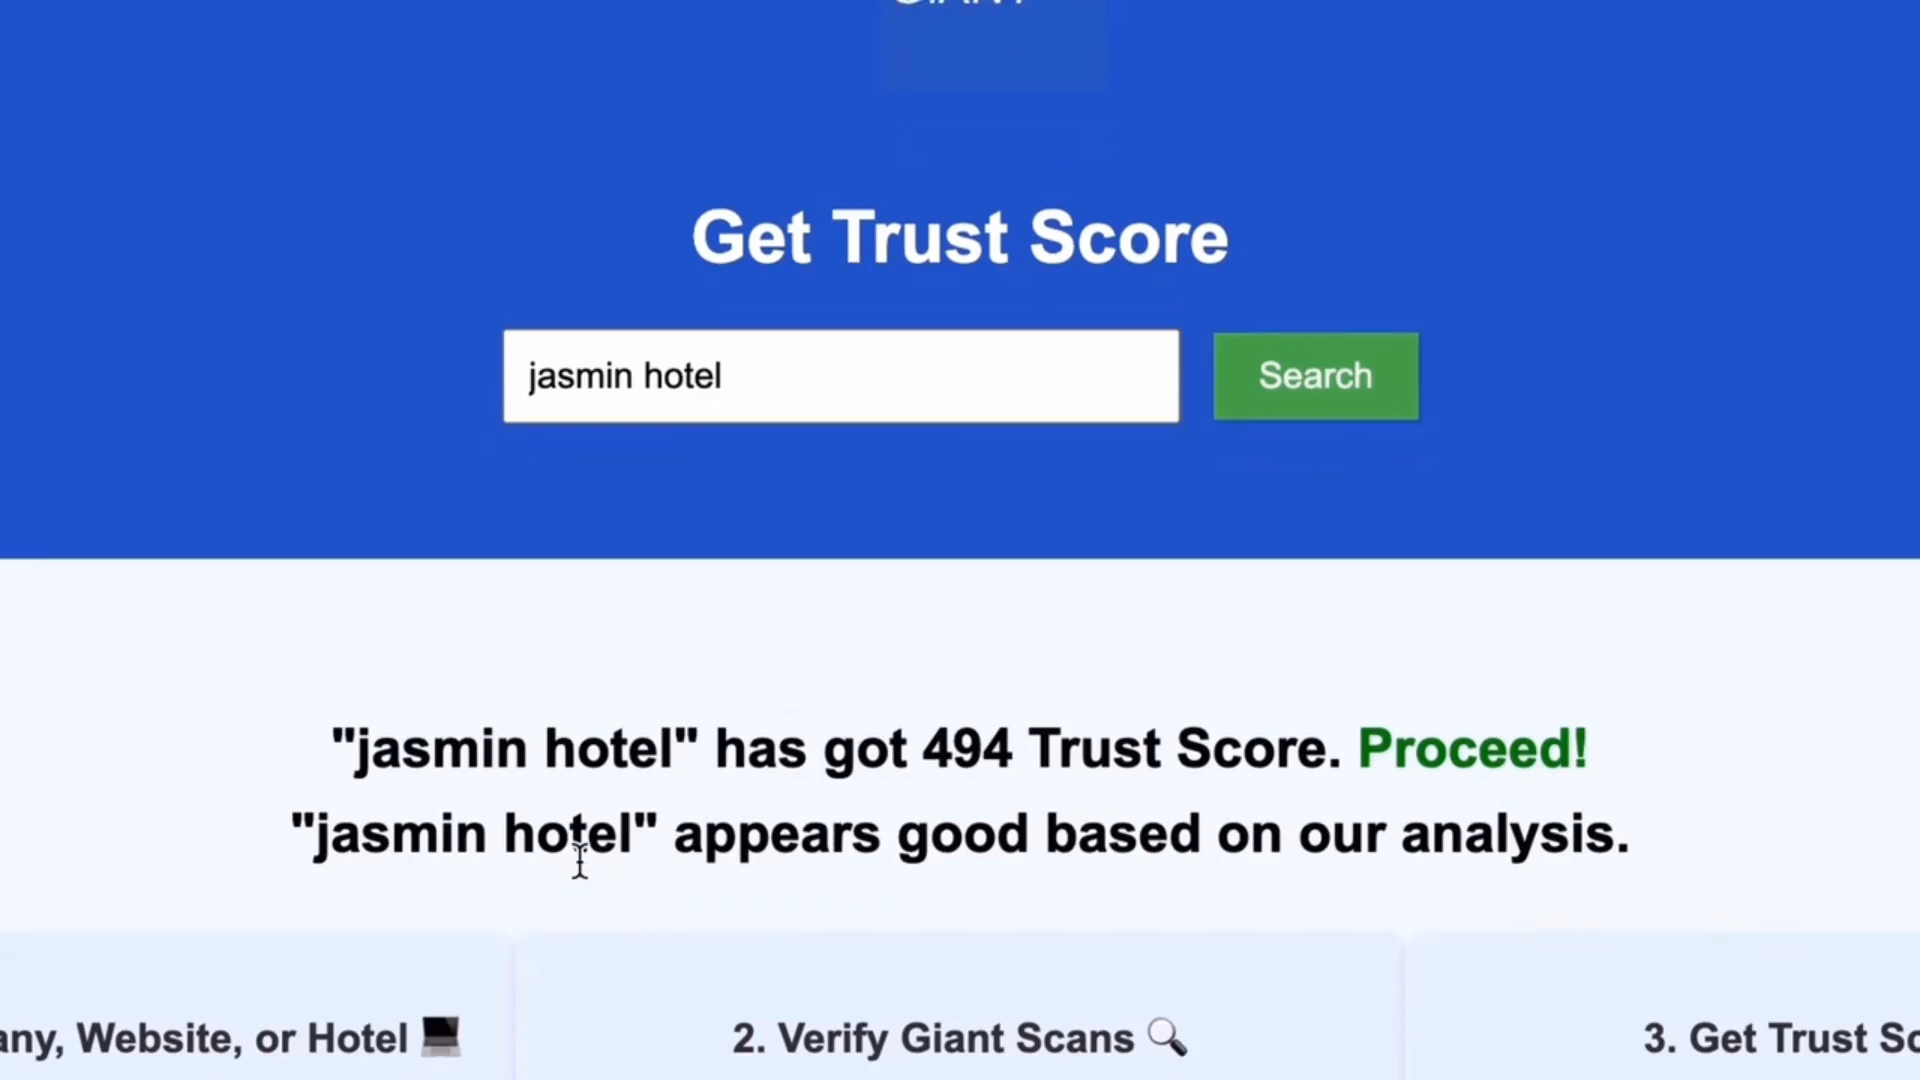 GIANT
Get Trust Score
jasmin hotel
Search
"jasmin hotel" has got 494 Trust Score. Proceed!
"jasmin hotel" appears good based on our analysis.
any, Website, or Hotel 💻
2. Verify Giant Scans 🔍
3. Get Trust Sc